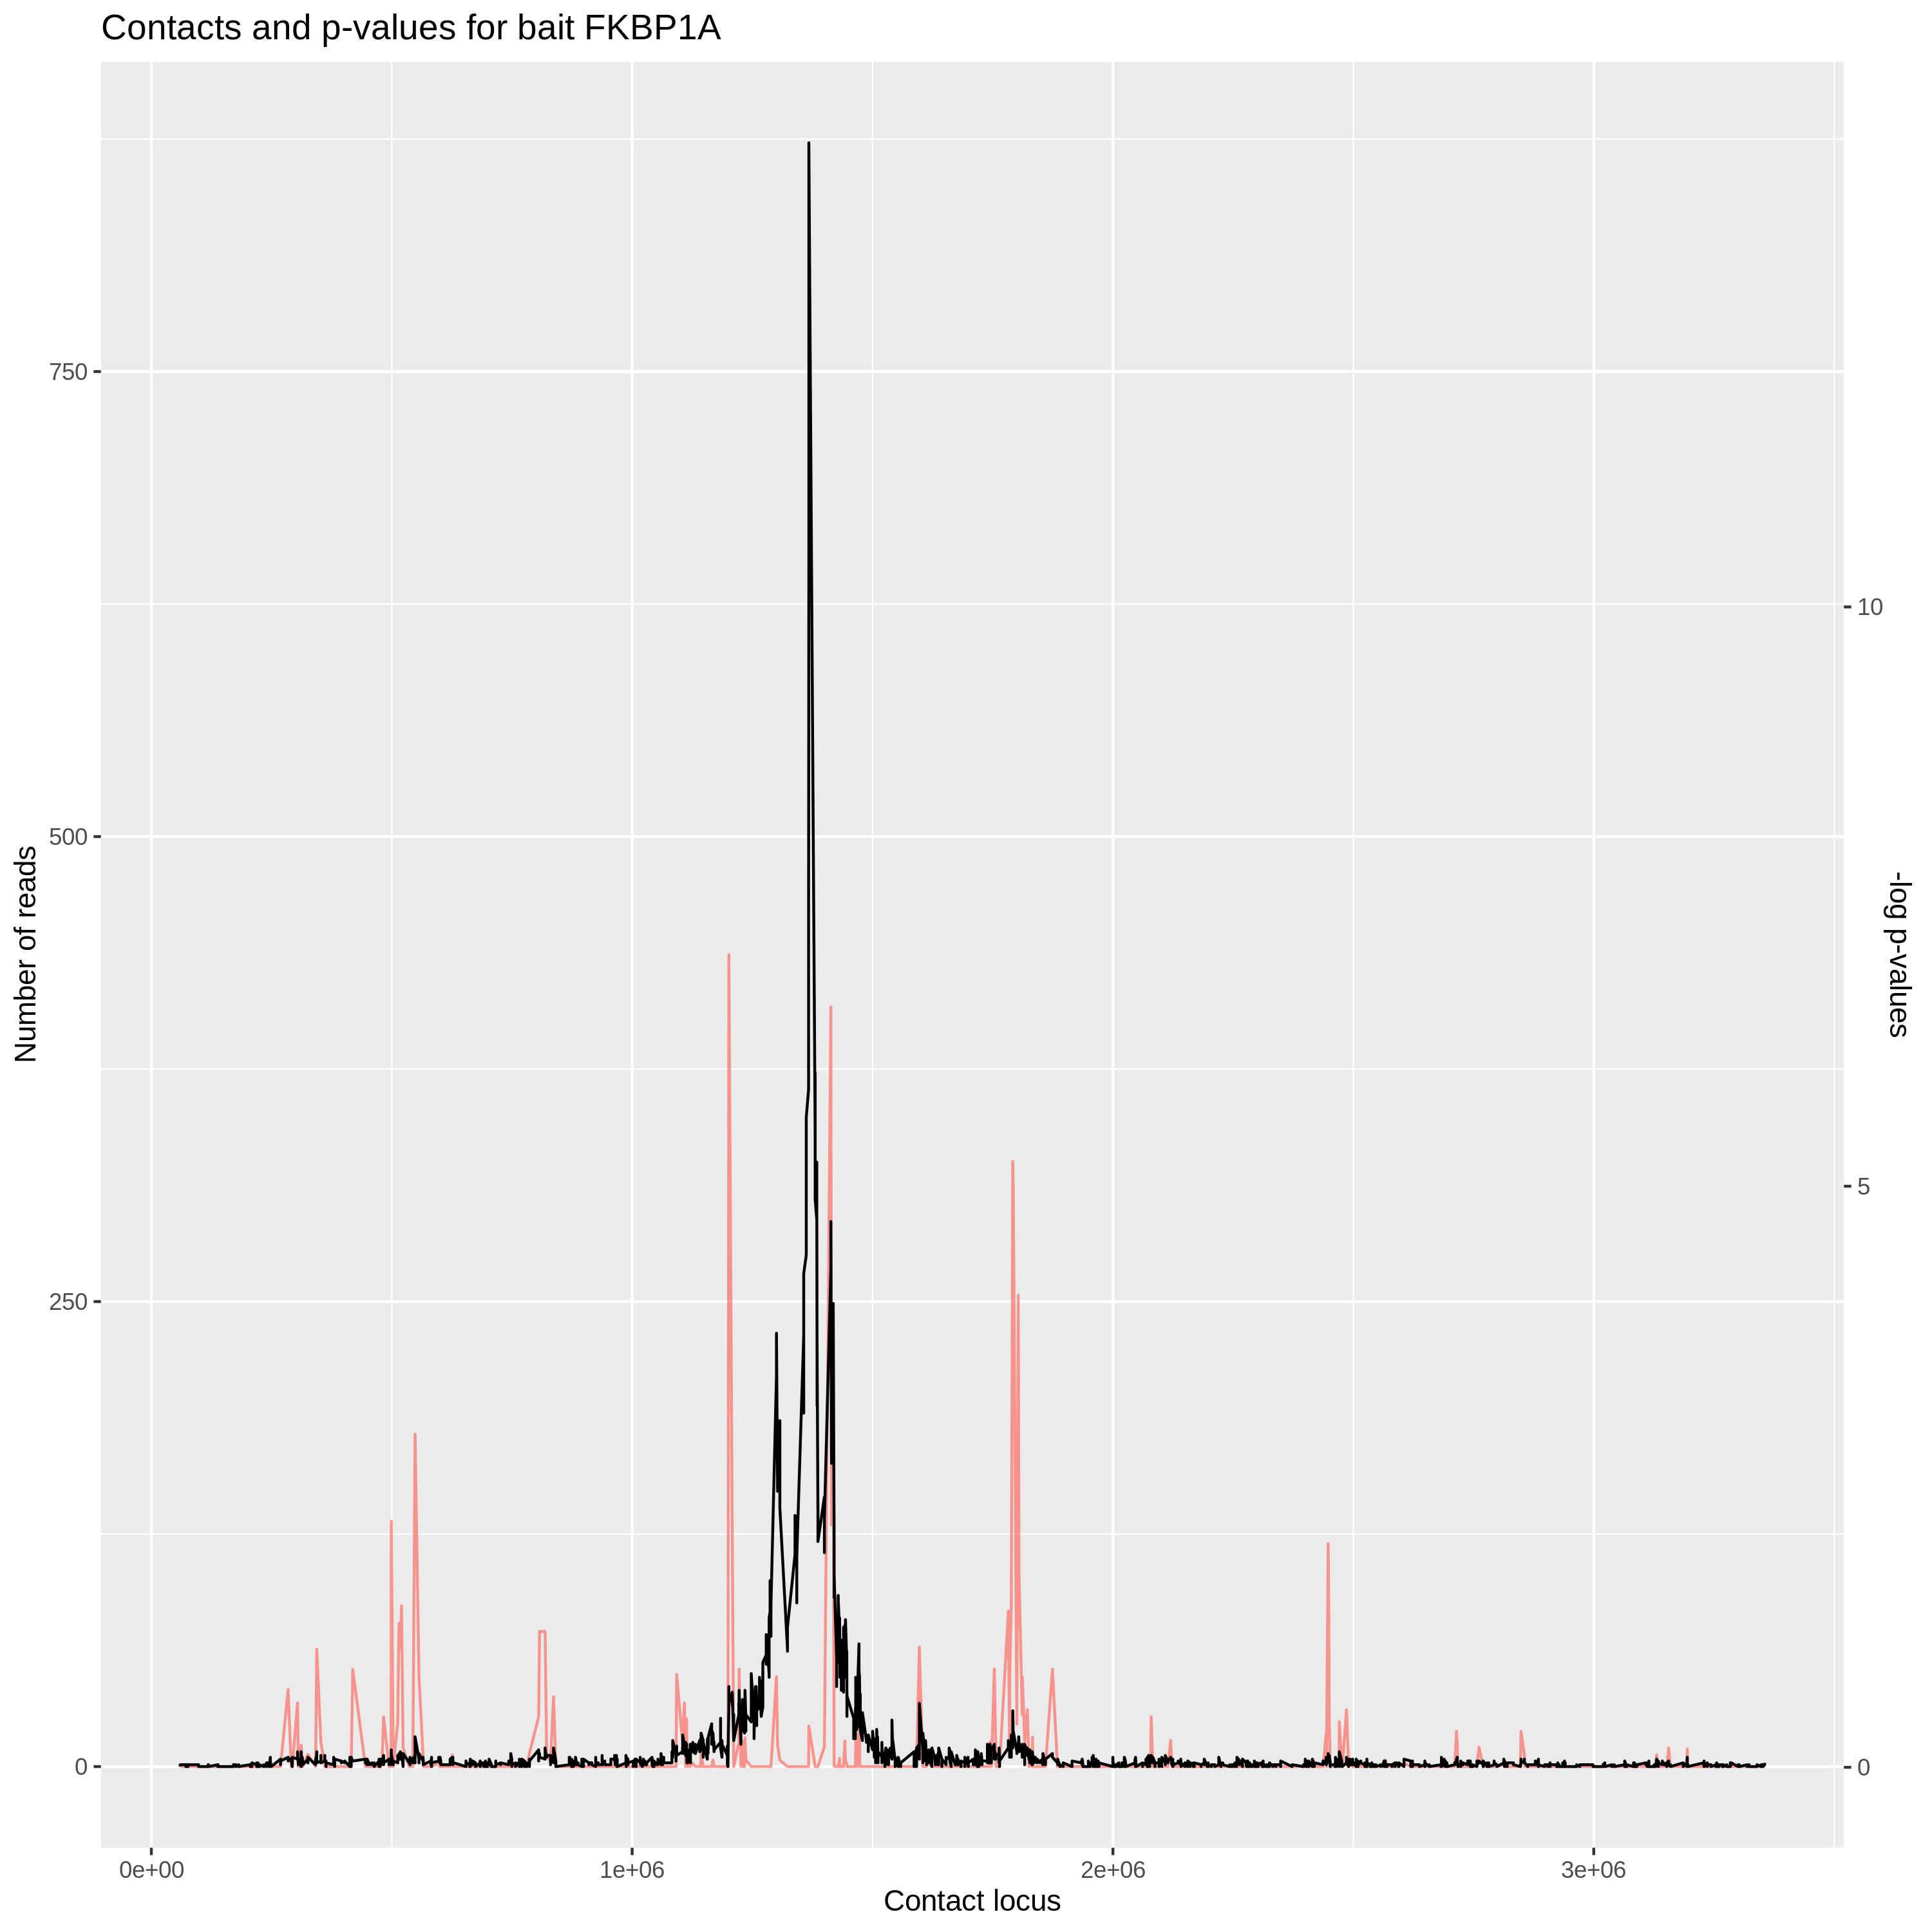 Contacts and p-values for bait FKBP1A
750
500
250
0
Number of reads
10
5
0
-log p-values
0e+00
1e+06
2e+06
3e+06
Contact locus